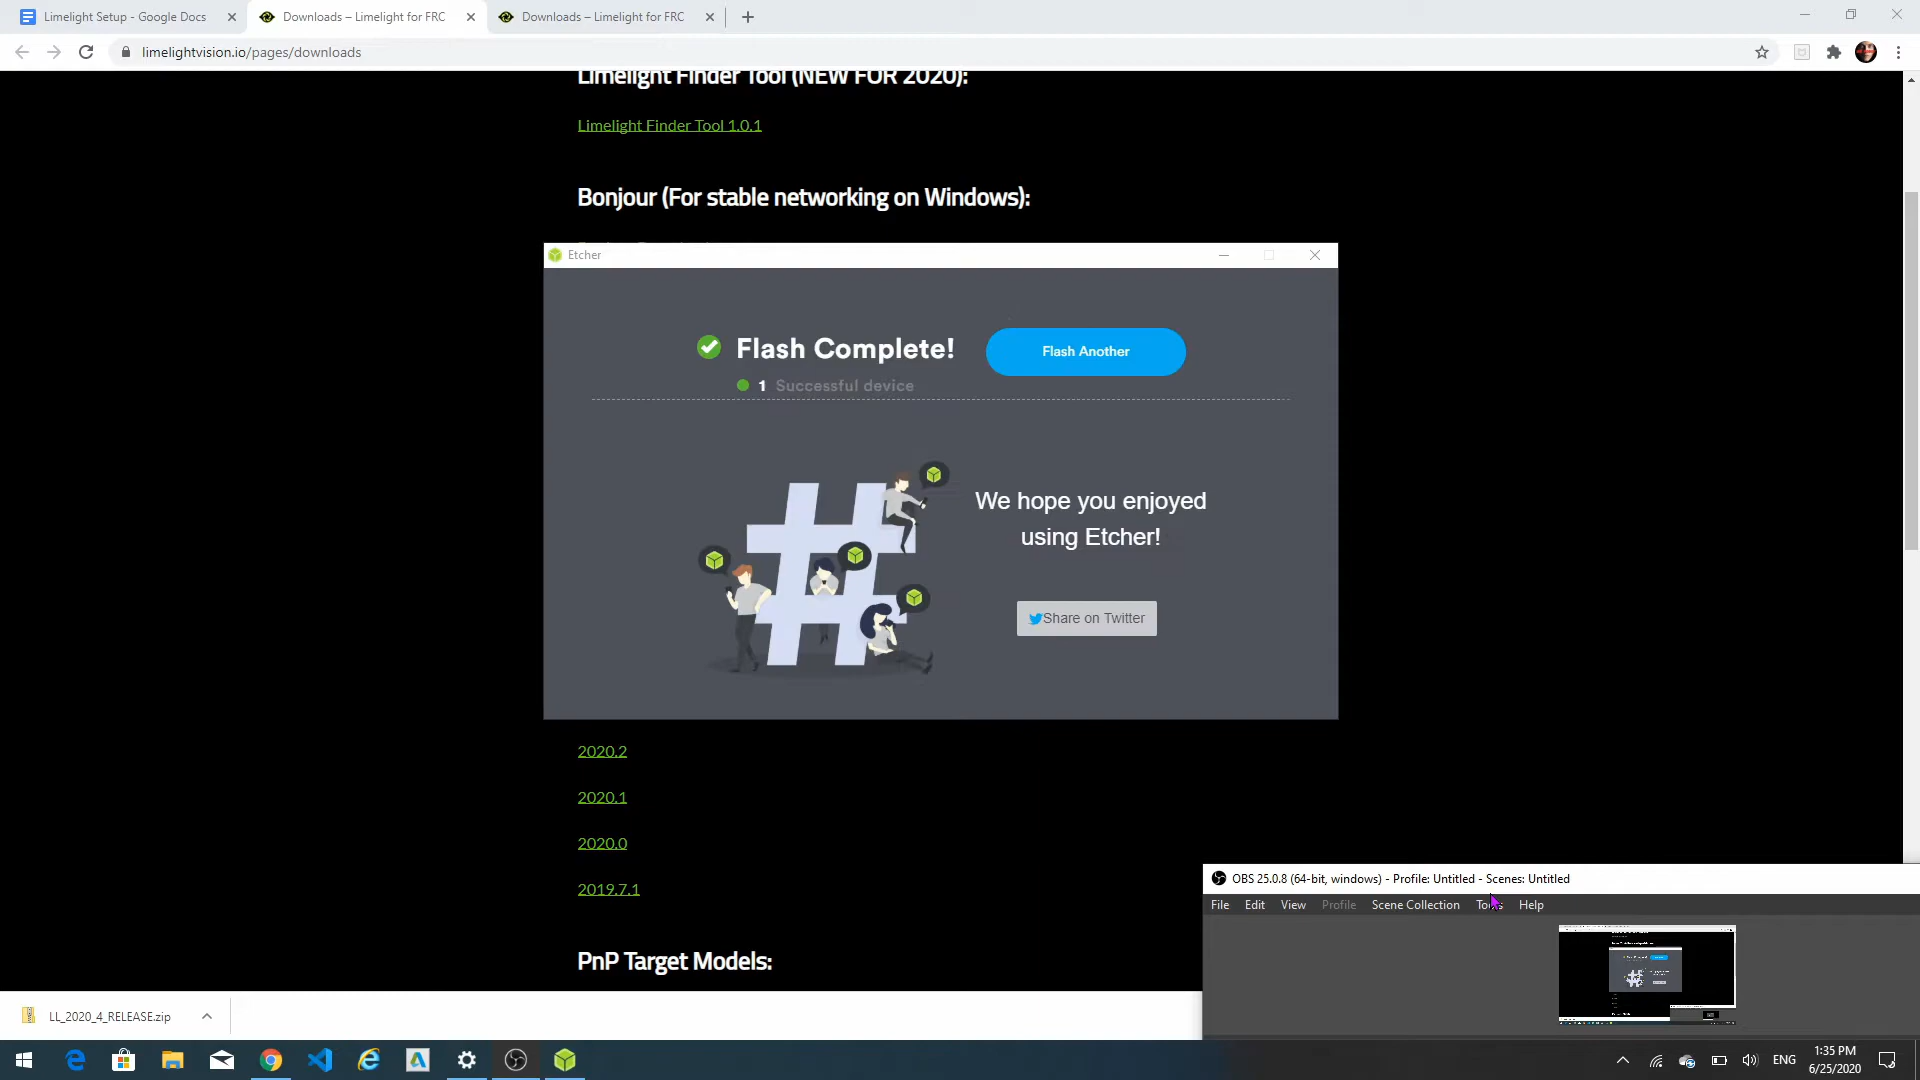 Limelight Setup - Google Docs
Downloads – Limelight for FRC
Downloads – Limelight for FRC
limelightvision.io/pages/downloads
Limelight Finder Tool (NEW FOR 2020):
Limelight Finder Tool 1.0.1
Bonjour (For stable networking on Windows):
Etcher
Flash Complete!
Flash Another
1 Successful device
We hope you enjoyed
using Etcher!
Share on Twitter
2020.2
2020.1
2020.0
2019.7.1
PnP Target Models:
OBS 25.0.8 (64-bit, windows) - Profile: Untitled - Scenes: Untitled
File Edit View Profile Scene Collection Tools Help
LL_2020_4_RELEASE.zip
ENG
1:35 PM
6/25/2020